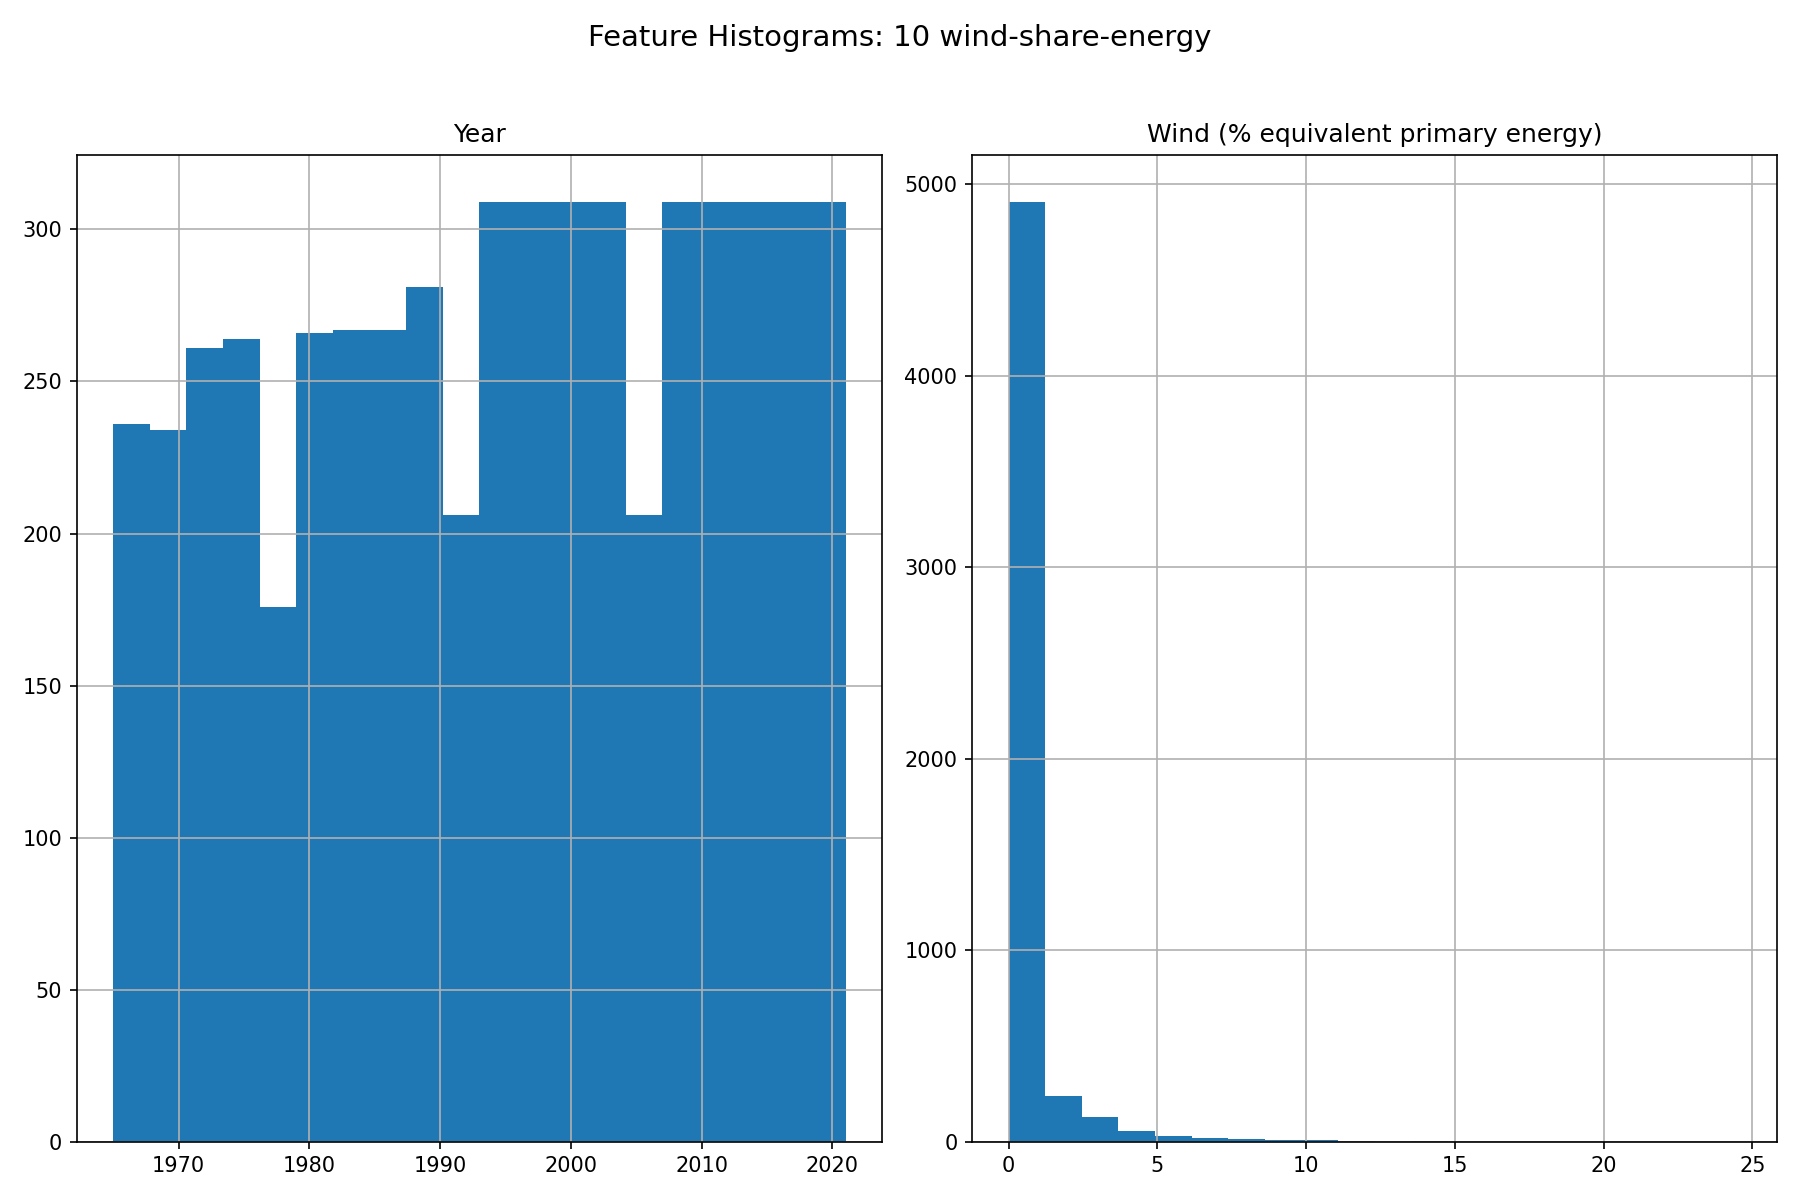 Feature Histograms: 10 wind-share-energy
Year
300
250
200
150
100
50
0
1970 1980 1990 2000 2010 2020
Wind (% equivalent primary energy)
5000
4000
3000
2000
1000
0
0 5 10 15 20 25